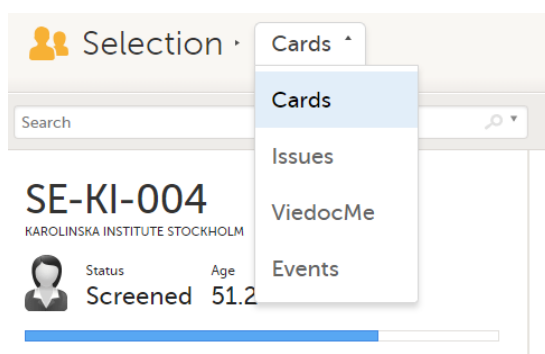 Selection
Cards
Cards
Search
Issues
ViedocMe
Events
SE-KI-004
KAROLINSKA INSTITUTE STOCKHOLM
Status Age
Screened 51.2